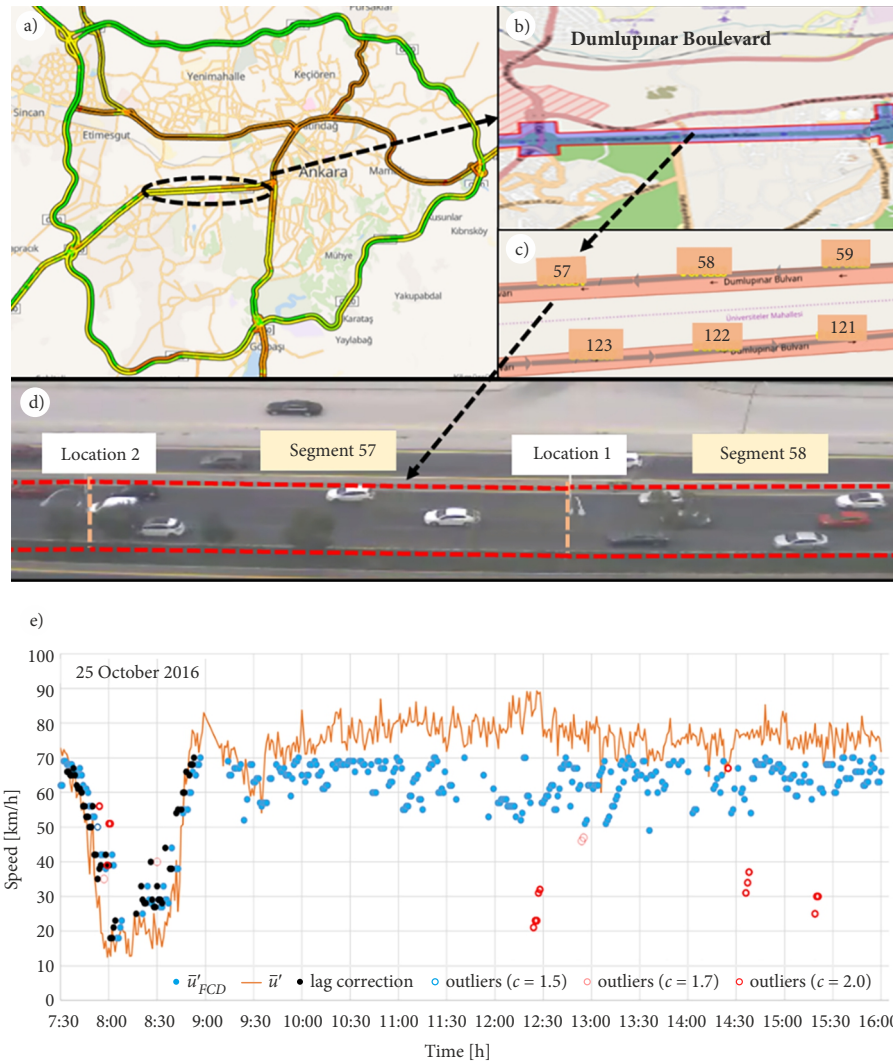 a)
Pursaklar
Yenimahalle
Keçiören
Sincan
Etimesgut
Altındağ
Ankara
Mama
Kusunlar
Kıbrısköy
Mühye
Yakupabdal
Karataş
Yaylabağ
Gölbaşı
b)
Dumlupınar Boulevard
c)
57
58
59
Dumlupınar Bulvarı
Üniversiteler Mahallesi
123
122
121
Dumlupınar Bulvarı
d)
Location 2
Segment 57
Location 1
Segment 58
e)
25 October 2016
Speed [km/h]
100
90
80
70
60
50
40
30
20
10
0
ū′FCD
ū′
lag correction
outliers (c = 1.5)
outliers (c = 1.7)
outliers (c = 2.0)
7:30 8:00 8:30 9:00 9:30 10:00 10:30 11:00 11:30 12:00 12:30 13:00 13:30 14:00 14:30 15:00 15:30 16:00
Time [h]